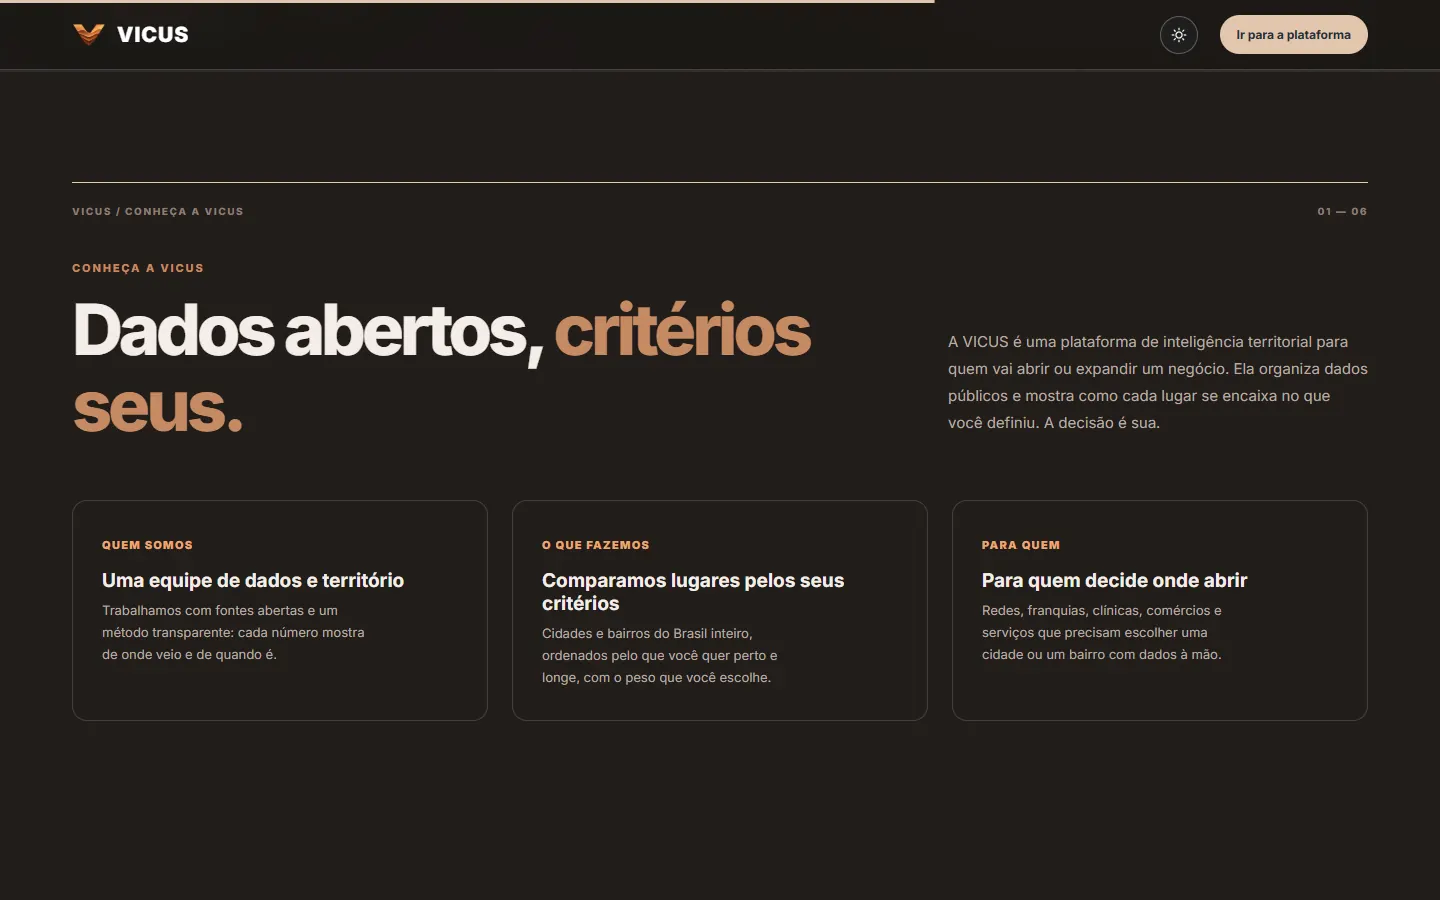 VICUS
Ir para a plataforma
VICUS / CONHEÇA A VICUS
01 — 06
CONHEÇA A VICUS
Dados abertos, critérios
seus.
A VICUS é uma plataforma de inteligência territorial para
quem vai abrir ou expandir um negócio. Ela organiza dados
públicos e mostra como cada lugar se encaixa no que
você definiu. A decisão é sua.
QUEM SOMOS
Uma equipe de dados e território
Trabalhamos com fontes abertas e um
método transparente: cada número mostra
de onde veio e de quando é.
O QUE FAZEMOS
Comparamos lugares pelos seus
critérios
Cidades e bairros do Brasil inteiro,
ordenados pelo que você quer perto e
longe, com o peso que você escolhe.
PARA QUEM
Para quem decide onde abrir
Redes, franquias, clínicas, comércios e
serviços que precisam escolher uma
cidade ou um bairro com dados à mão.